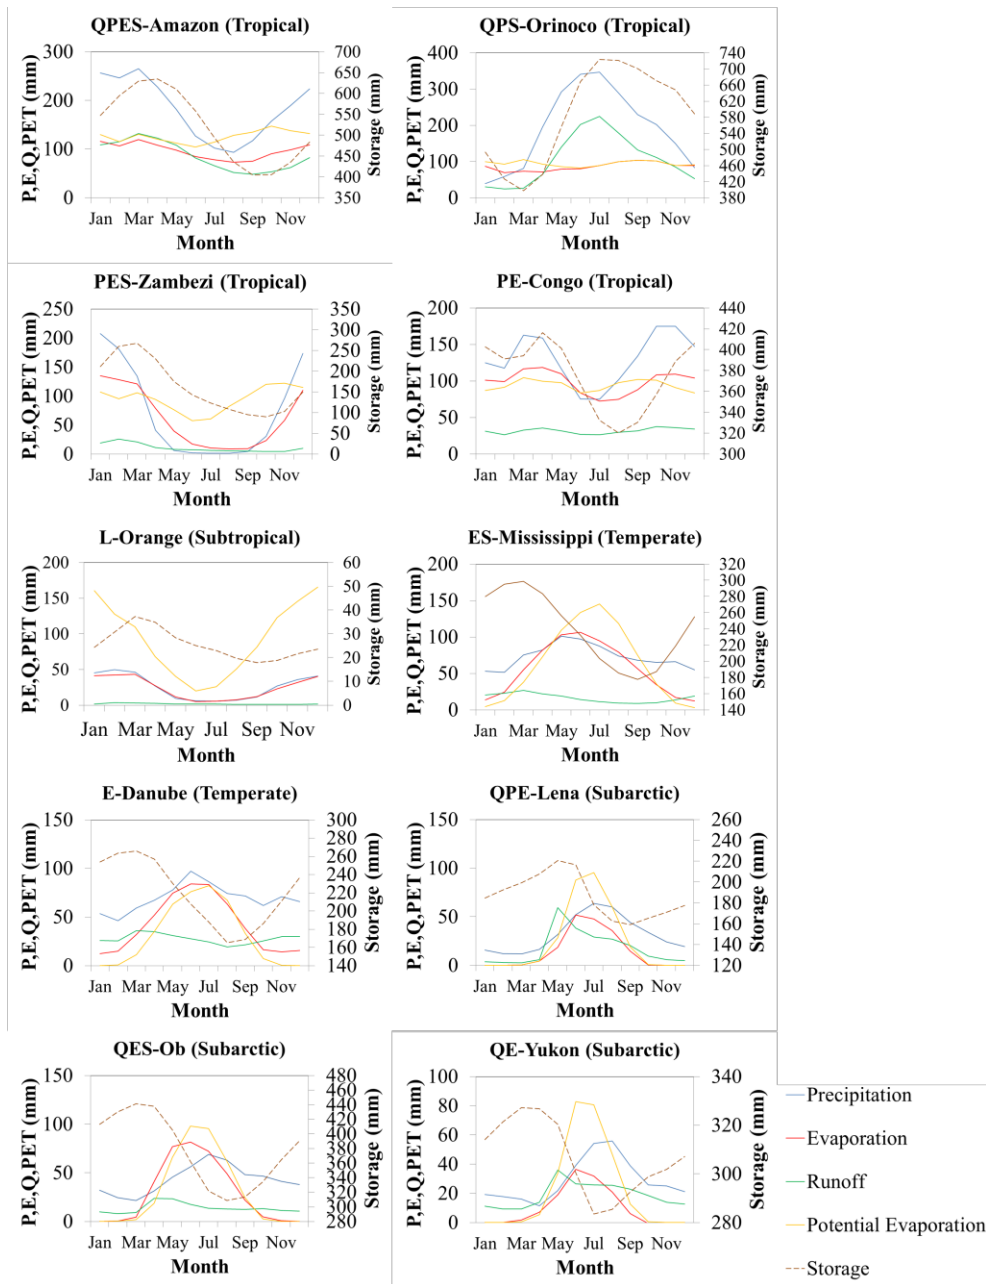 QPES-Amazon (Tropical)
P,E,Q,PET (mm)
300
200
100
0
700
650
600
550
500
450
400
350
Storage (mm)
Jan Mar May Jul Sep Nov
Month
QPS-Orinoco (Tropical)
P,E,Q,PET (mm)
400
300
200
100
0
740
700
660
620
580
540
500
460
420
380
Storage (mm)
Jan Mar May Jul Sep Nov
Month
PES-Zambezi (Tropical)
P,E,Q,PET (mm)
250
200
150
100
50
0
350
300
250
200
150
100
50
0
Storage (mm)
Jan Mar May Jul Sep Nov
Month
PE-Congo (Tropical)
P,E,Q,PET (mm)
200
150
100
50
0
440
420
400
380
360
340
320
300
Storage (mm)
Jan Mar May Jul Sep Nov
Month
L-Orange (Subtropical)
P,E,Q,PET (mm)
200
150
100
50
0
60
50
40
30
20
10
0
Storage (mm)
Jan Mar May Jul Sep Nov
Month
ES-Mississippi (Temperate)
P,E,Q,PET (mm)
200
150
100
50
0
320
300
280
260
240
220
200
180
160
140
Storage (mm)
Jan Mar May Jul Sep Nov
Month
E-Danube (Temperate)
P,E,Q,PET (mm)
150
100
50
0
300
280
260
240
220
200
180
160
140
Storage (mm)
Jan Mar May Jul Sep Nov
Month
QPE-Lena (Subarctic)
P,E,Q,PET (mm)
150
100
50
0
260
240
220
200
180
160
140
120
Storage (mm)
Jan Mar May Jul Sep Nov
Month
QES-Ob (Subarctic)
P,E,Q,PET (mm)
150
100
50
0
480
460
440
420
400
380
360
340
320
300
280
Storage (mm)
Jan Mar May Jul Sep Nov
Month
QE-Yukon (Subarctic)
P,E,Q,PET (mm)
100
80
60
40
20
0
340
320
300
280
Storage (mm)
Jan Mar May Jul Sep Nov
Month
Precipitation
Evaporation
Runoff
Potential Evaporation
Storage